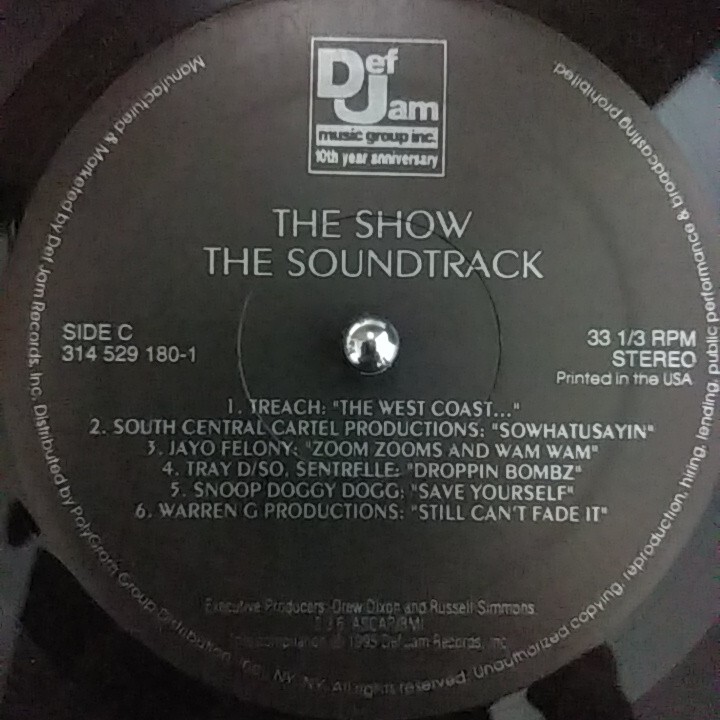 Def
Jam
music group inc.
10th year anniversary
THE SHOW
THE SOUNDTRACK
SIDE C
314 529 180-1
33 1/3 RPM
STEREO
Printed in the USA
1. TREACH: "THE WEST COAST..."
2. SOUTH CENTRAL CARTEL PRODUCTIONS: "SOWHATUSAYIN"
3. JAYO FELONY: "ZOOM ZOOMS AND WAM WAM"
4. TRAY D/SO. SENTRELLE: "DROPPIN BOMBZ"
5. SNOOP DOGGY DOGG: "SAVE YOURSELF"
6. WARREN G PRODUCTIONS: "STILL CAN'T FADE IT"
Executive Producers: Drew Dixon and Russell Simmons
ASCAP/BMI
compilation © 1995 Def Jam Records, Inc.
Manufactured & Marketed by Def Jam Records, Inc. Distributed by PolyGram Group Distribution, Inc., NY, NY. All rights reserved. Unauthorized copying, reproduction, hiring, lending, public performance & broadcasting prohibited.